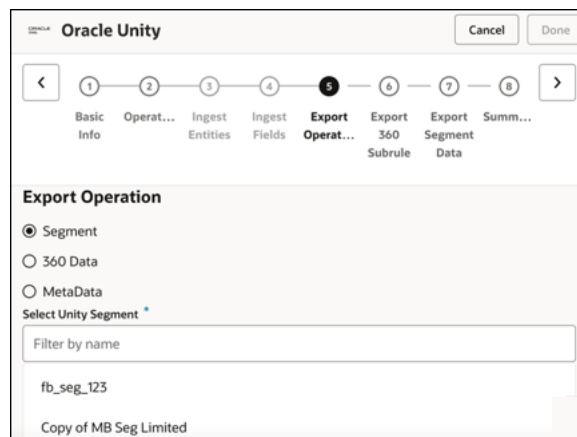 ORACLE
Oracle Unity
Cancel
Done
1
2
3
4
5
6
7
8
Basic
Info
Operat...
Ingest
Entities
Ingest
Fields
Export
Operat...
Export
360
Subrule
Export
Segment
Data
Summ...
Export Operation
Segment
360 Data
MetaData
Select Unity Segment *
Filter by name
fb_seg_123
Copy of MB Seg Limited